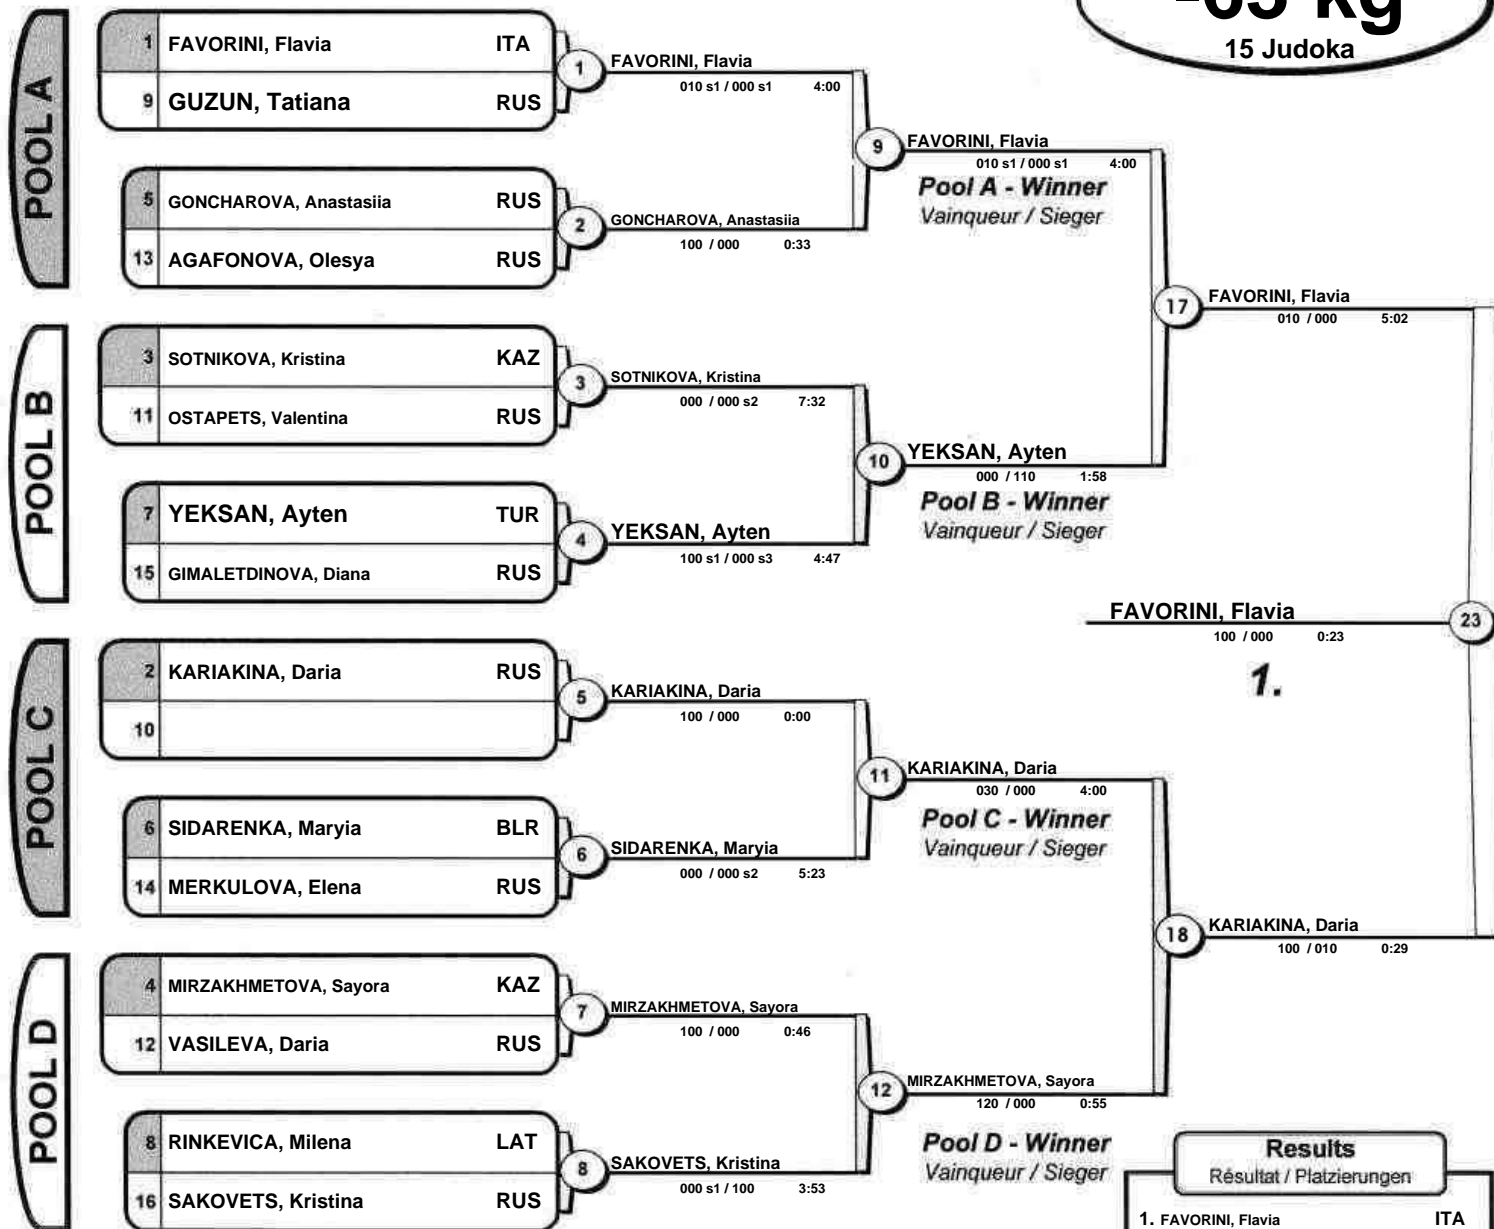 -63 kg
15 Judoka
POOL A
1 FAVORINI, Flavia ITA
9 GUZUN, Tatiana RUS
1
FAVORINI, Flavia
010 s1 / 000 s1 4:00
5 GONCHAROVA, Anastasiia RUS
13 AGAFONOVA, Olesya RUS
2
GONCHAROVA, Anastasiia
100 / 000 0:33
9
FAVORINI, Flavia
010 s1 / 000 s1 4:00
Pool A - Winner
Vainqueur / Sieger
POOL B
3 SOTNIKOVA, Kristina KAZ
11 OSTAPETS, Valentina RUS
3
SOTNIKOVA, Kristina
000 / 000 s2 7:32
7 YEKSAN, Ayten TUR
15 GIMALETDINOVA, Diana RUS
4
YEKSAN, Ayten
100 s1 / 000 s3 4:47
10
YEKSAN, Ayten
000 / 110 1:58
Pool B - Winner
Vainqueur / Sieger
17
FAVORINI, Flavia
010 / 000 5:02
POOL C
2 KARIAKINA, Daria RUS
10
5
KARIAKINA, Daria
100 / 000 0:00
6 SIDARENKA, Maryia BLR
14 MERKULOVA, Elena RUS
6
SIDARENKA, Maryia
000 / 000 s2 5:23
11
KARIAKINA, Daria
030 / 000 4:00
Pool C - Winner
Vainqueur / Sieger
POOL D
4 MIRZAKHMETOVA, Sayora KAZ
12 VASILEVA, Daria RUS
7
MIRZAKHMETOVA, Sayora
100 / 000 0:46
8 RINKEVICA, Milena LAT
16 SAKOVETS, Kristina RUS
8
SAKOVETS, Kristina
000 s1 / 100 3:53
12
MIRZAKHMETOVA, Sayora
120 / 000 0:55
Pool D - Winner
Vainqueur / Sieger
18
KARIAKINA, Daria
100 / 010 0:29
23
FAVORINI, Flavia
100 / 000 0:23
1.
Results
Résultat / Platzierungen
1. FAVORINI, Flavia ITA